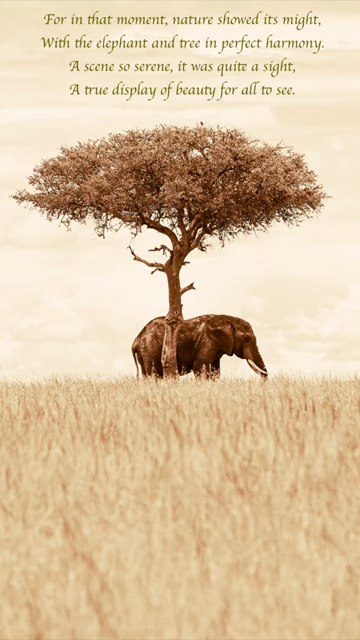 For in that moment, nature showed its might,
With the elephant and tree in perfect harmony.
A scene so serene, it was quite a sight,
A true display of beauty for all to see.